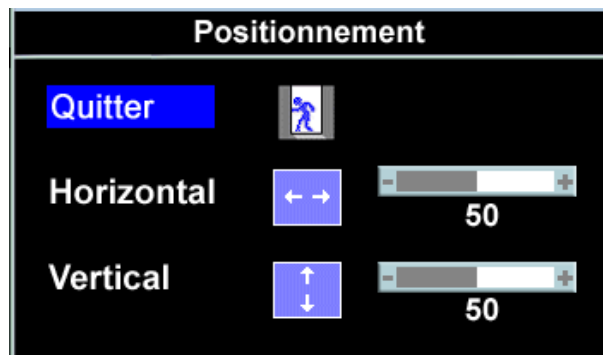 Positionnement
Quitter
Horizontal
- +
50
Vertical
- +
50